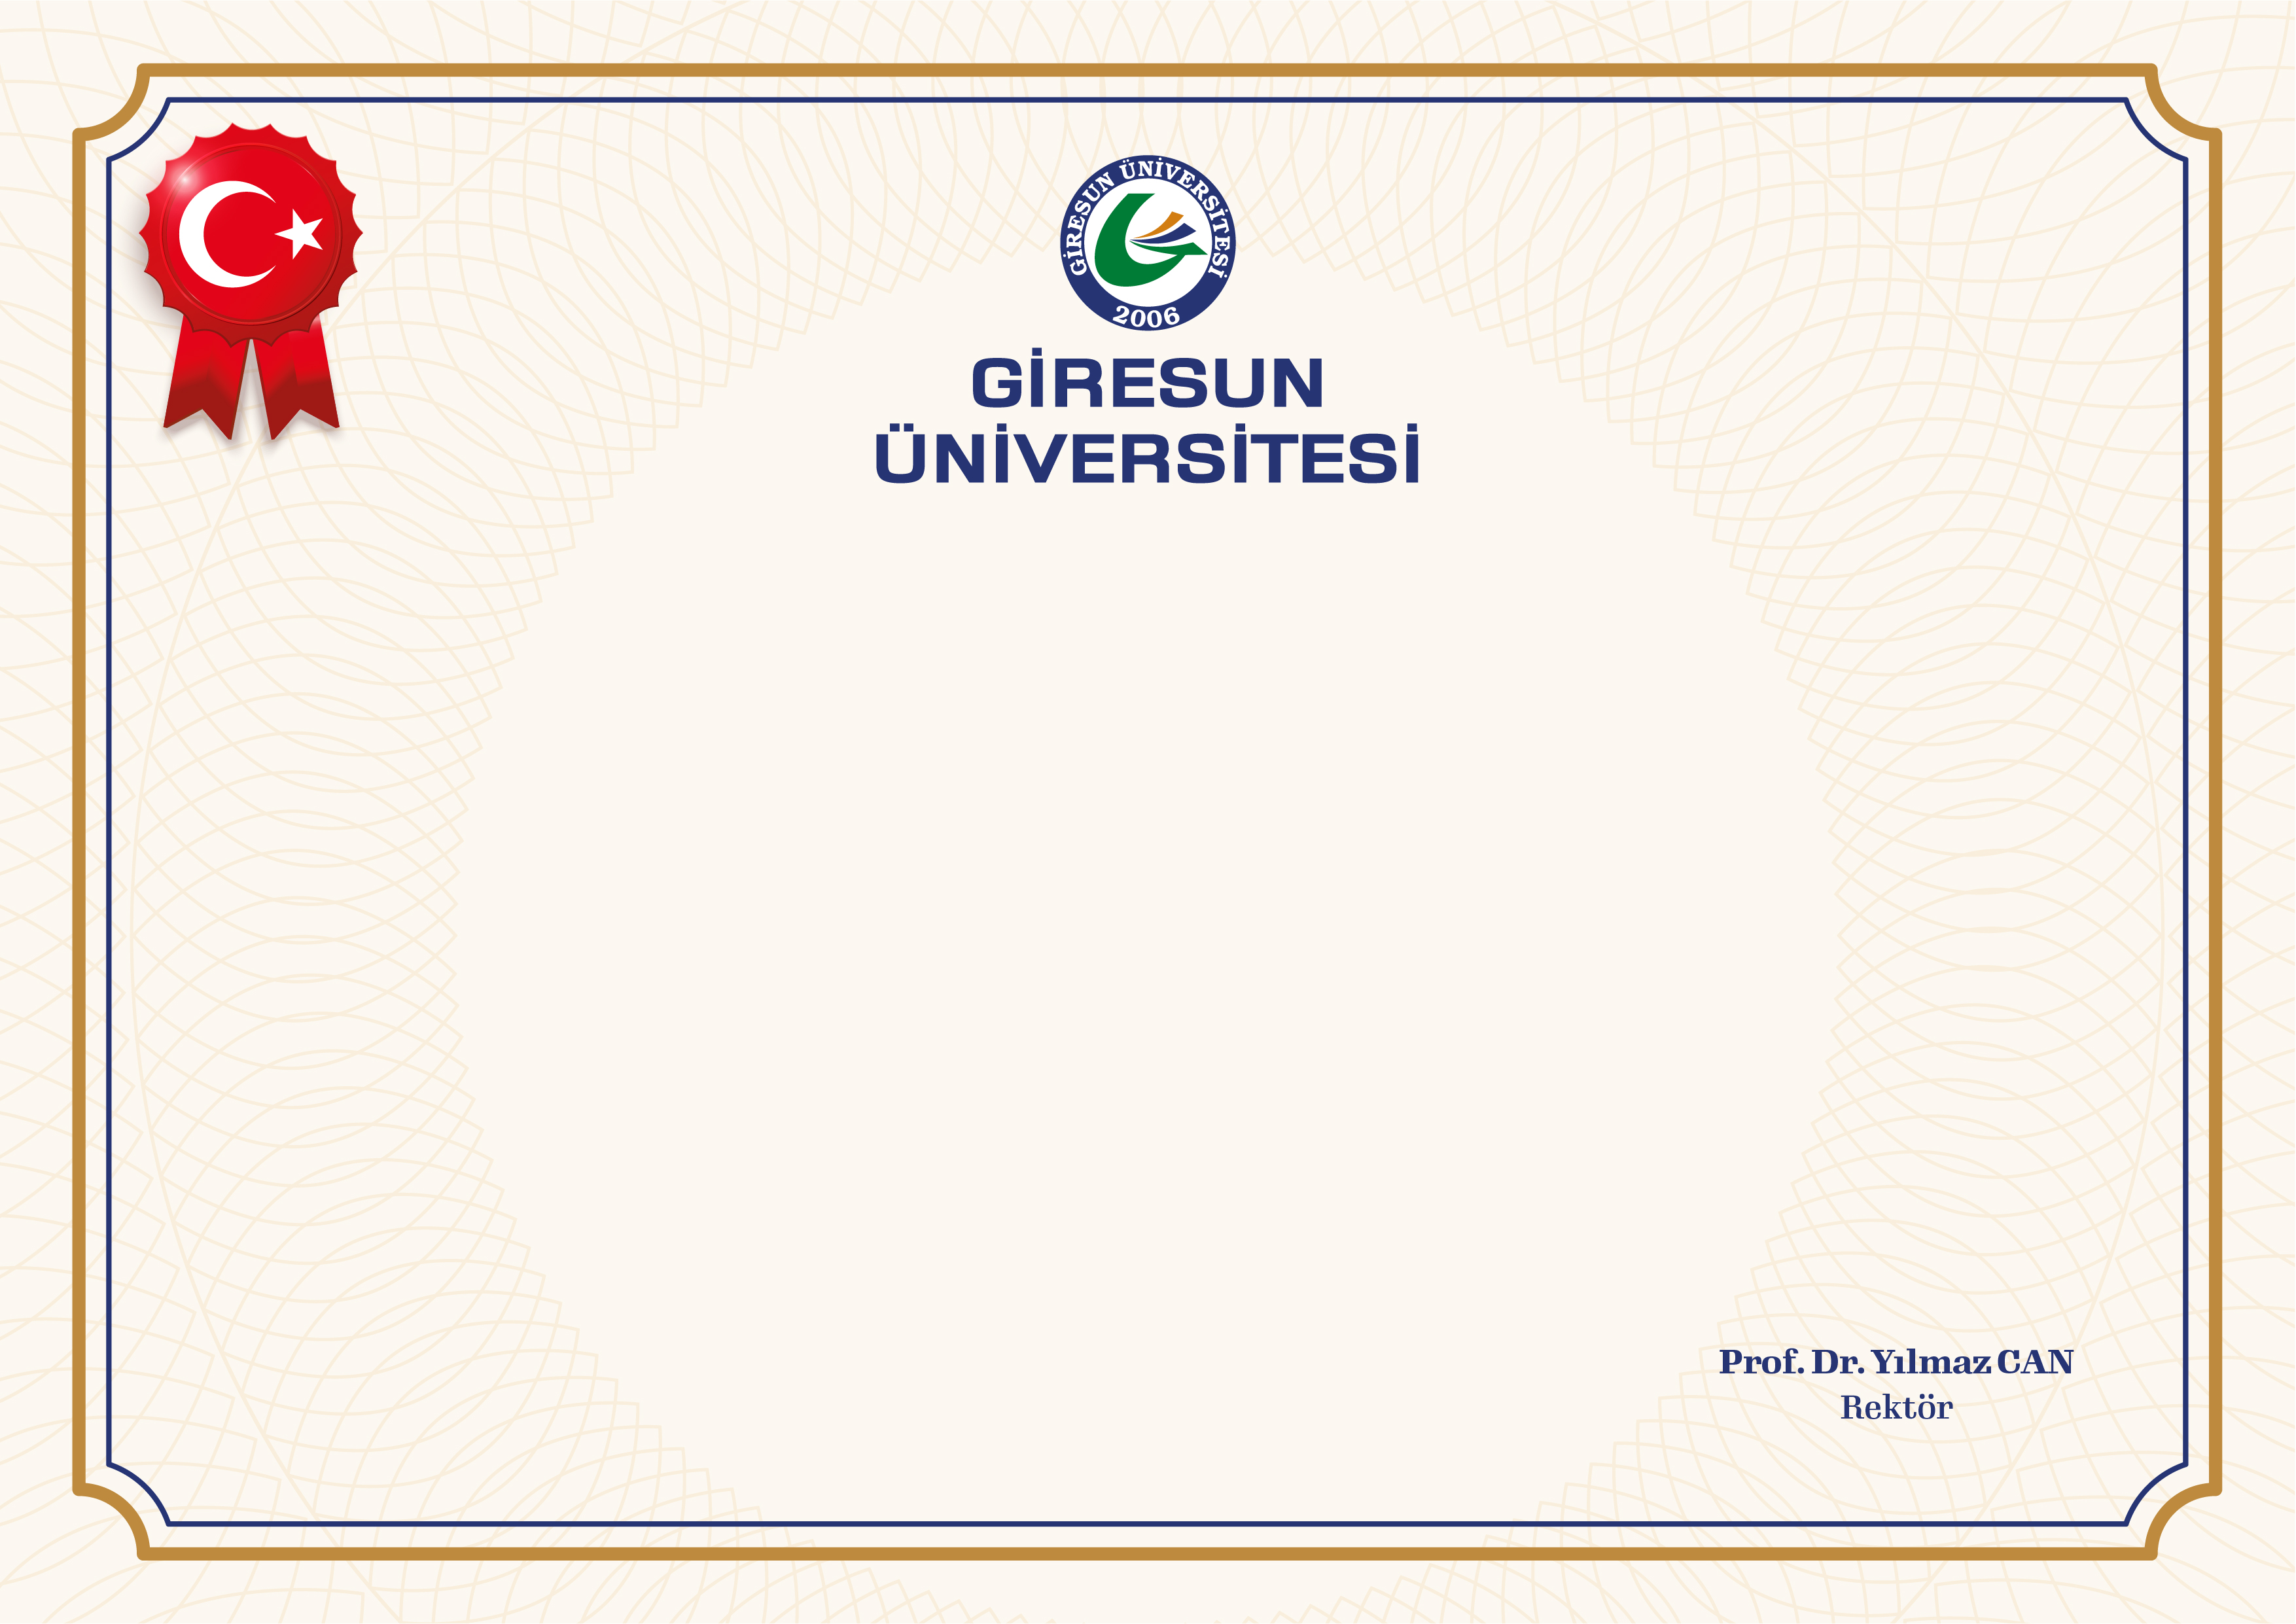 GİRESUN ÜNİVERSİTESİ
2006
GİRESUN
ÜNİVERSİTESİ
Prof. Dr. Yılmaz CAN
Rektör